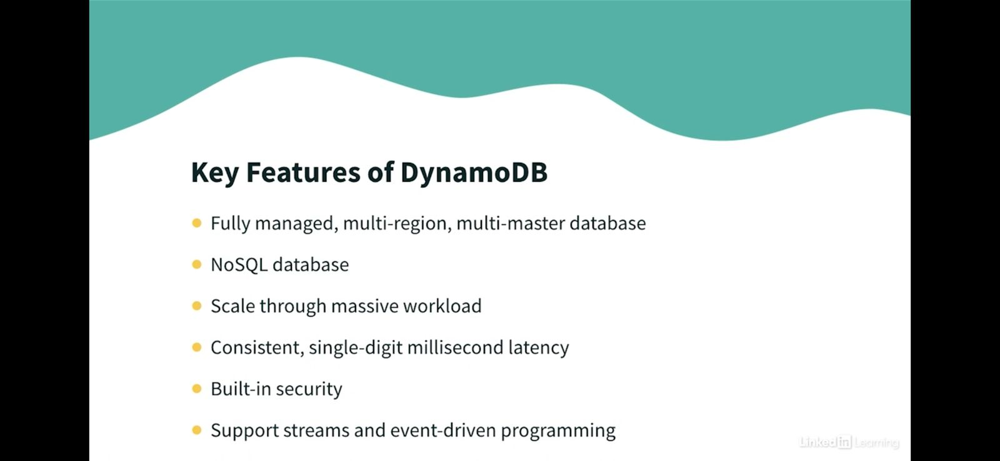 Key Features of DynamoDB
Fully managed, multi-region, multi-master database
NoSQL database
Scale through massive workload
Consistent, single-digit millisecond latency
Built-in security
Support streams and event-driven programming
Linked in Learning